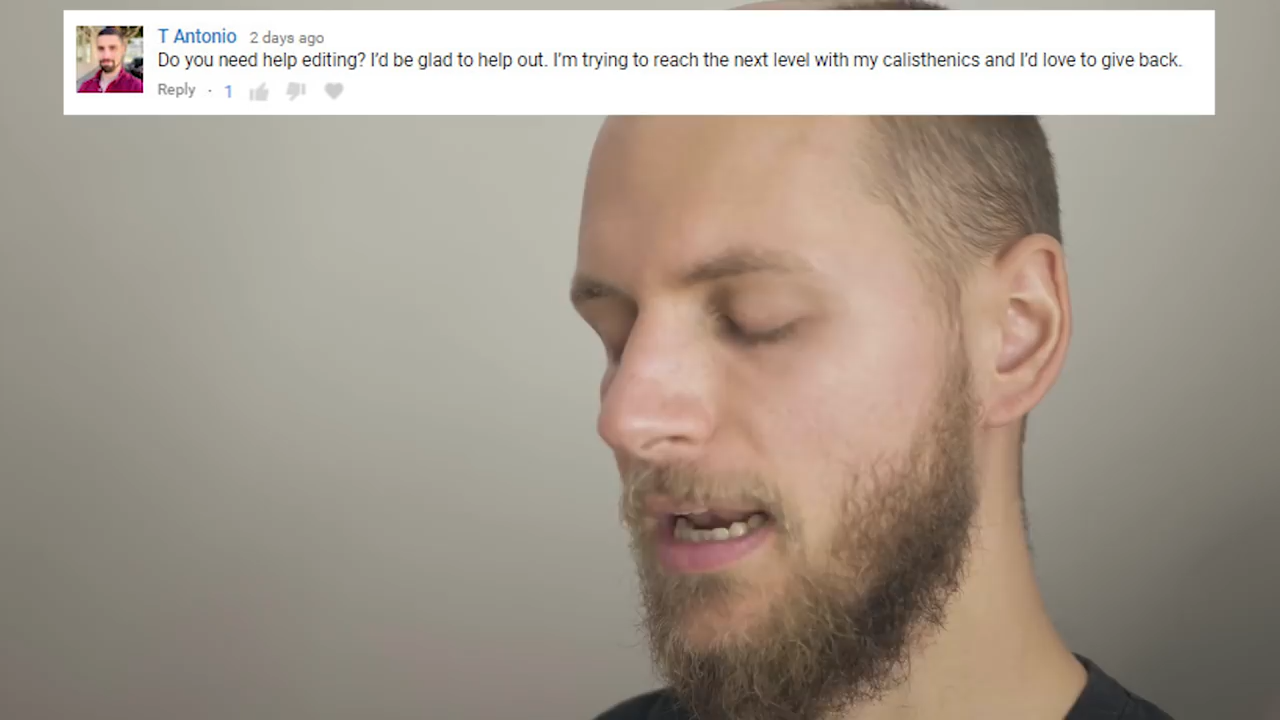 T Antonio 2 days ago
Do you need help editing? I'd be glad to help out. I'm trying to reach the next level with my calisthenics and I'd love to give back.
Reply · 1